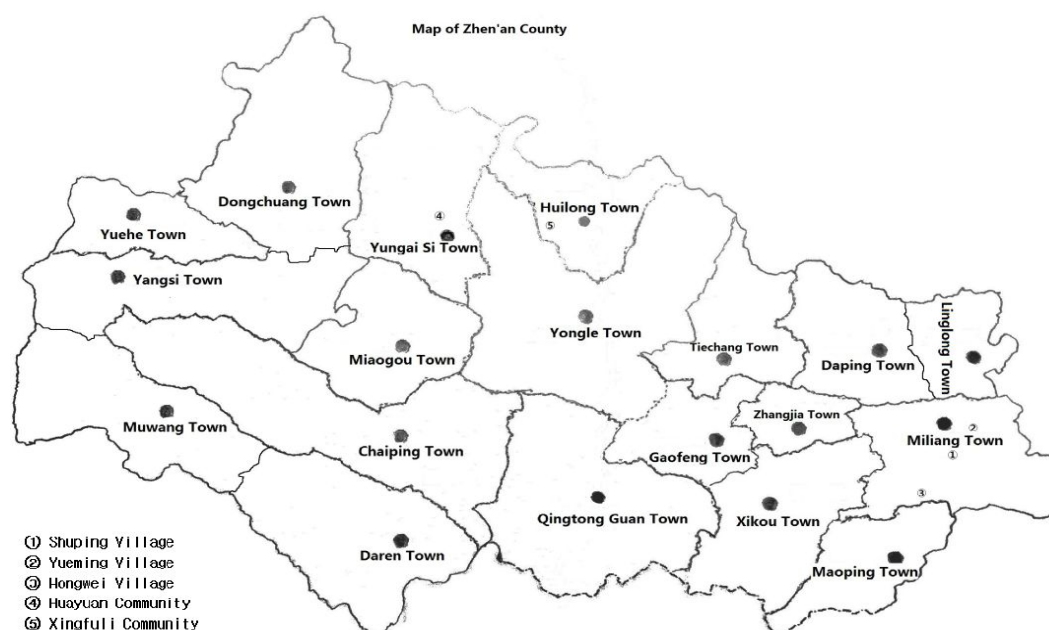 Map of Zhen'an County
Dongchuang Town
Yuehe Town
④
Yungai Si Town
Huilong Town
⑤
Yangsi Town
Miaogou Town
Yongle Town
Tiechang Town
Daping Town
Linglong Town
Muwang Town
Chaiping Town
Gaofeng Town
Zhangjia Town
Miliang Town
②
①
③
Qingtong Guan Town
Xikou Town
Daren Town
Maoping Town
① Shuping Village
② Yueming Village
③ Hongwei Village
④ Huayuan Community
⑤ Xingfuli Community